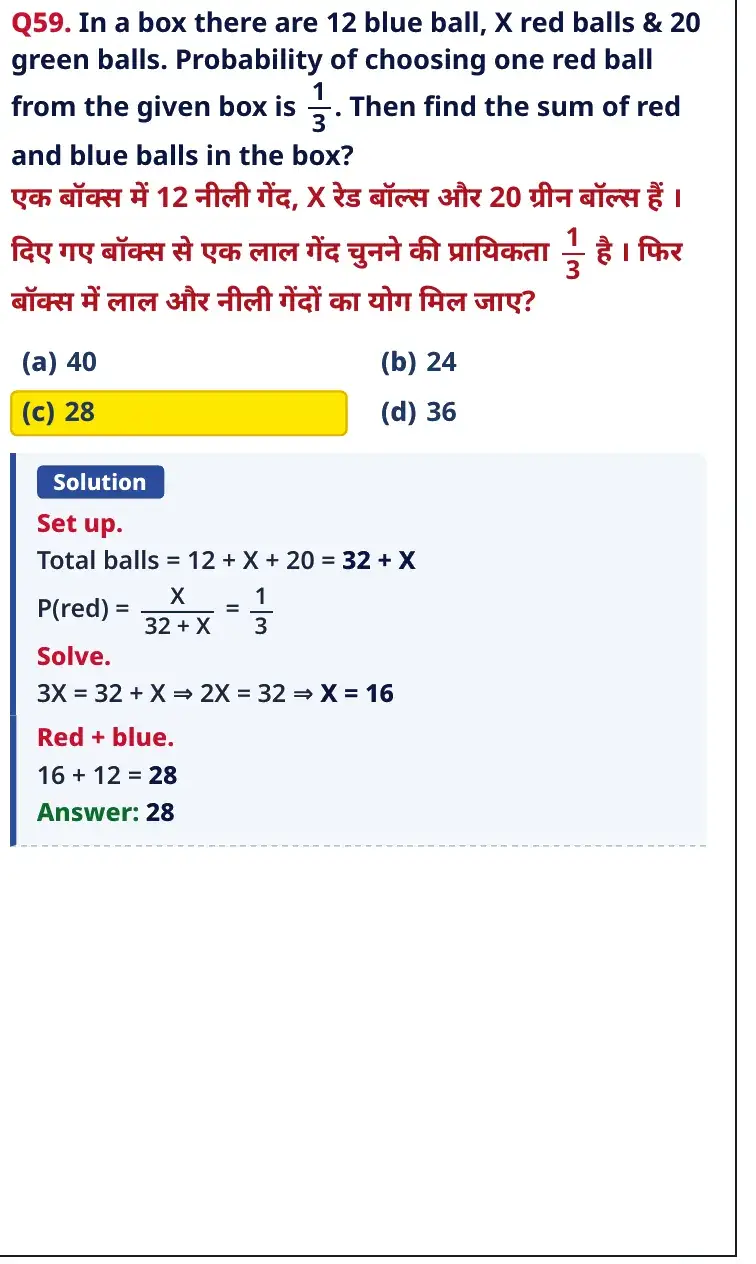 Q59. In a box there are 12 blue ball, X red balls & 20
green balls. Probability of choosing one red ball
from the given box is 1/3. Then find the sum of red
and blue balls in the box?
एक बॉक्स में 12 नीली गेंद, X रेड बॉल्स और 20 ग्रीन बॉल्स हैं ।
दिए गए बॉक्स से एक लाल गेंद चुनने की प्रायिकता 1/3 है । फिर
बॉक्स में लाल और नीली गेंदों का योग मिल जाए?
(a) 40 (b) 24
(c) 28 (d) 36
Solution
Set up.
Total balls = 12 + X + 20 = 32 + X
P(red) = X/(32 + X) = 1/3
Solve.
3X = 32 + X ⇒ 2X = 32 ⇒ X = 16
Red + blue.
16 + 12 = 28
Answer: 28